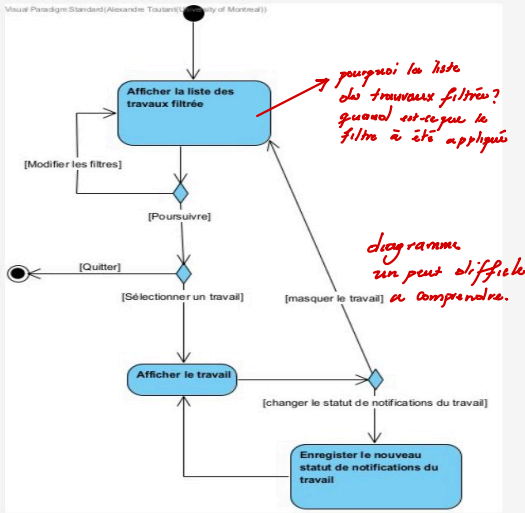 Visual Paradigm Standard(Alexandre Toutant(University of Montreal))
Afficher la liste des
travaux filtrée
pourquoi la liste
des travaux filtrée?
quand est-ce que le
filtre à été appliqué
[Modifier les filtres]
[Poursuivre]
diagramme
un peut difficile
a comprendre.
[Quitter]
[Sélectionner un travail]
[masquer le travail]
Afficher le travail
[changer le statut de notifications du travail]
Enregister le nouveau
statut de notifications du
travail